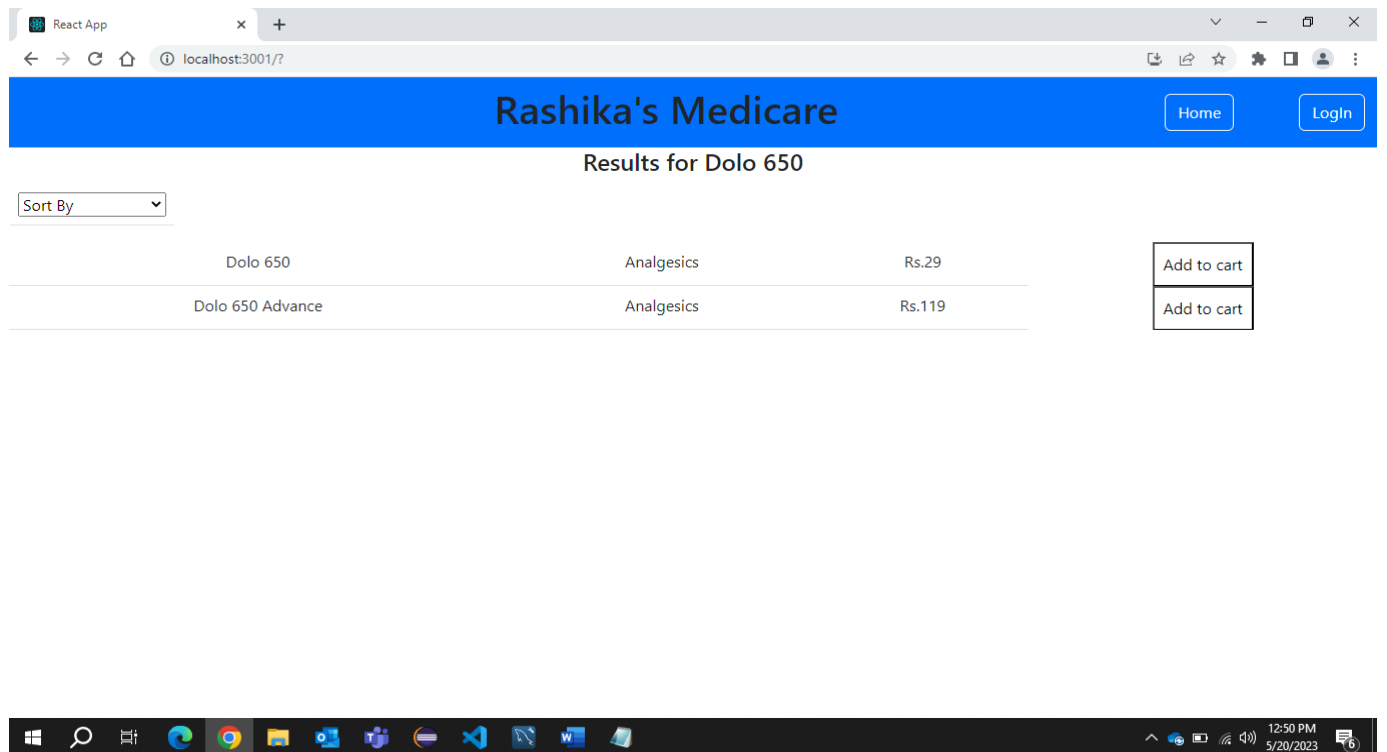 React App
localhost:3001/?
Rashika's Medicare
Home
LogIn
Results for Dolo 650
Sort By
Dolo 650 Analgesics Rs.29 Add to cart
Dolo 650 Advance Analgesics Rs.119 Add to cart
12:50 PM
5/20/2023
6